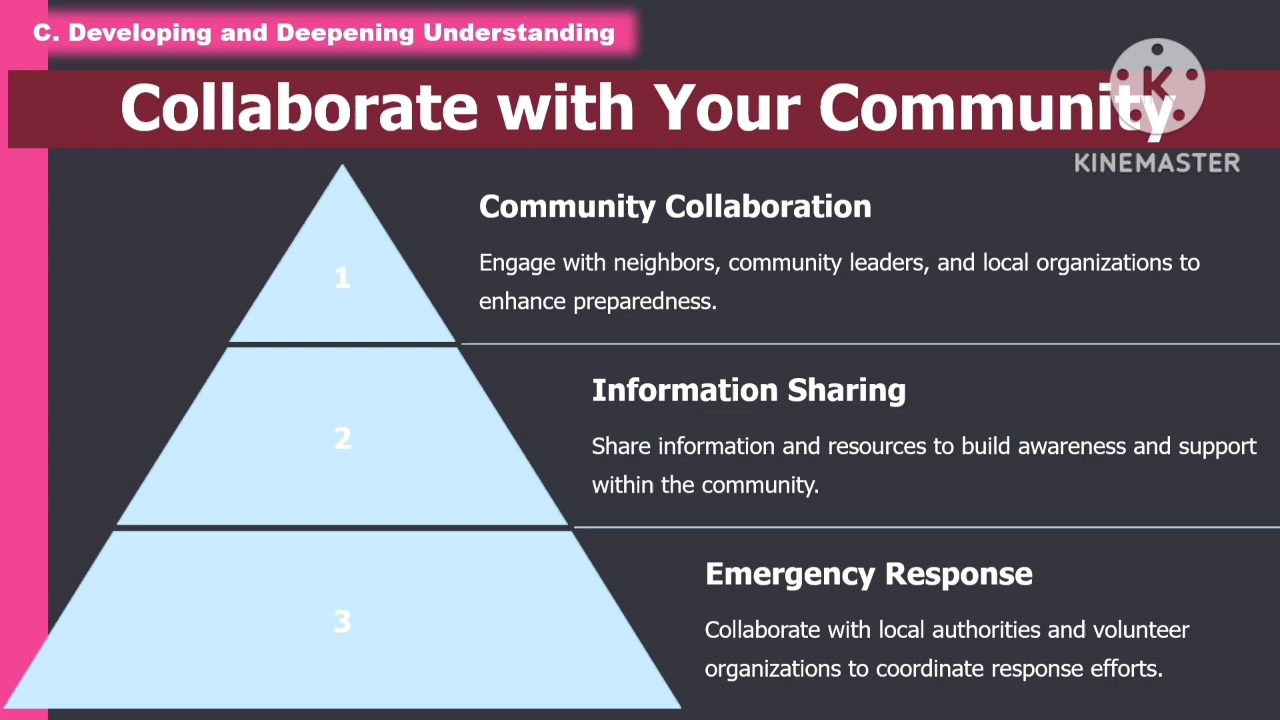 C. Developing and Deepening Understanding
Collaborate with Your Community
K
KINEMASTER
1
Community Collaboration
Engage with neighbors, community leaders, and local organizations to
enhance preparedness.
2
Information Sharing
Share information and resources to build awareness and support
within the community.
3
Emergency Response
Collaborate with local authorities and volunteer
organizations to coordinate response efforts.